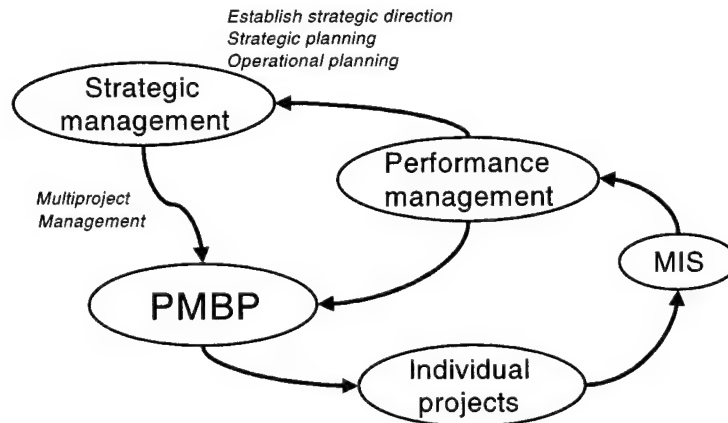 Establish strategic direction
Strategic planning
Operational planning
Strategic
management
Performance
management
Multiproject
Management
MIS
PMBP
Individual
projects